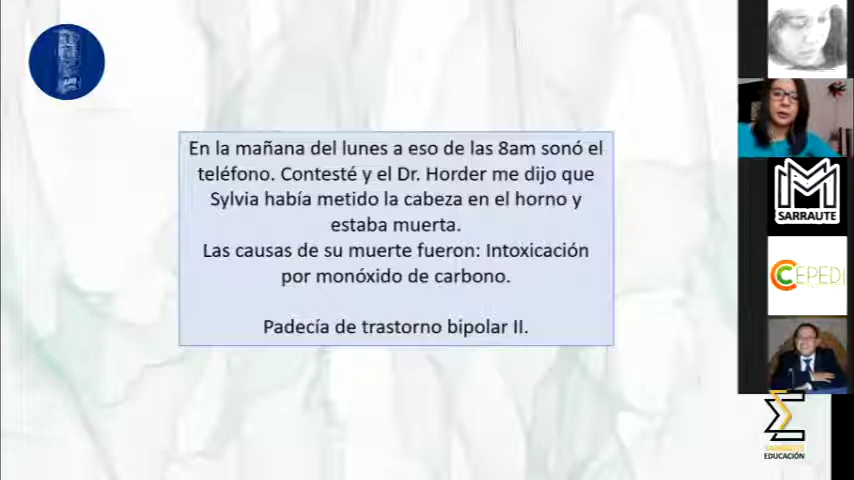 En la mañana del lunes a eso de las 8am sonó el
teléfono. Contesté y el Dr. Horder me dijo que
Sylvia había metido la cabeza en el horno y
estaba muerta.
Las causas de su muerte fueron: Intoxicación
por monóxido de carbono.
Padecía de trastorno bipolar II.
SARRAUTE
CEPEDI
SARRAUTE
EDUCACIÓN